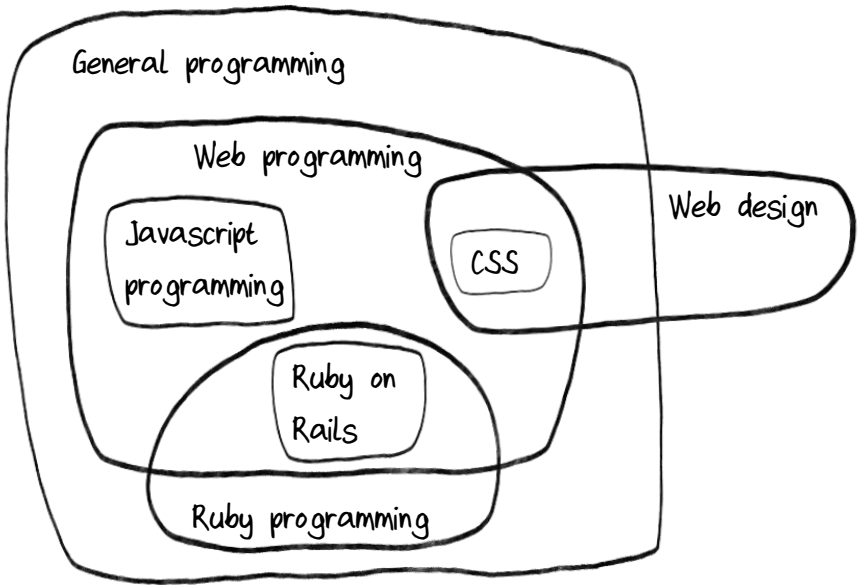 General programming
Web programming
Web design
Javascript
programming
CSS
Ruby on
Rails
Ruby programming